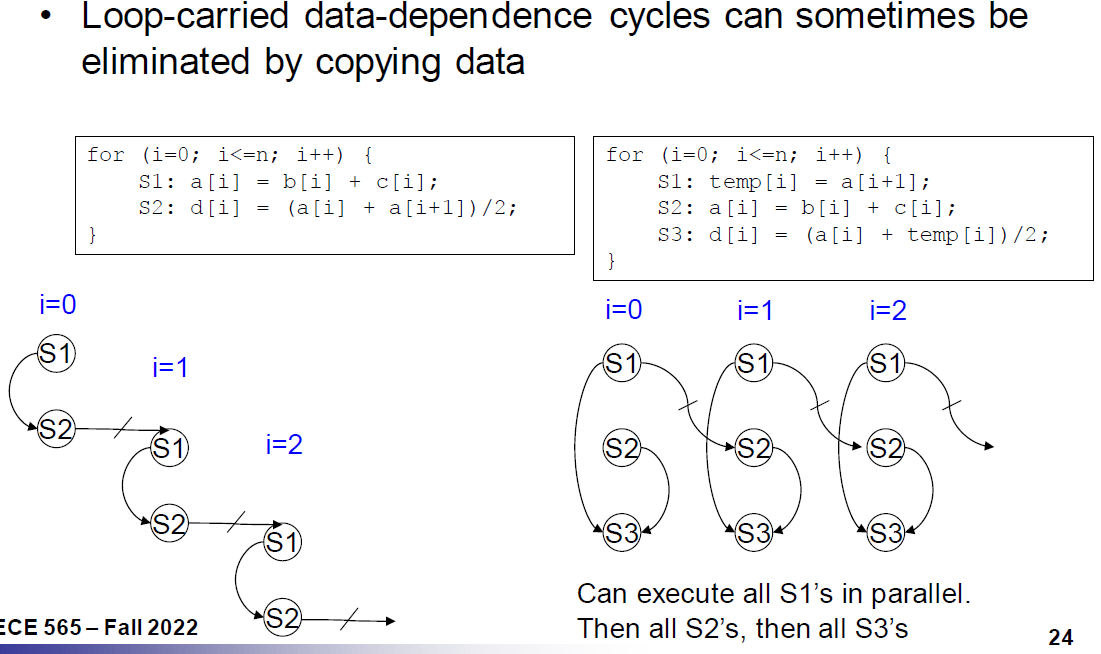 • Loop-carried data-dependence cycles can sometimes be
eliminated by copying data
for (i=0; i<=n; i++) {
    S1: a[i] = b[i] + c[i];
    S2: d[i] = (a[i] + a[i+1])/2;
}
for (i=0; i<=n; i++) {
    S1: temp[i] = a[i+1];
    S2: a[i] = b[i] + c[i];
    S3: d[i] = (a[i] + temp[i])/2;
}
i=0
S1
i=1
S2
S1
i=2
S2
S1
S2
i=0 i=1 i=2
S1 S1 S1
S2 S2 S2
S3 S3 S3
Can execute all S1's in parallel.
Then all S2's, then all S3's
ECE 565 – Fall 2022
24